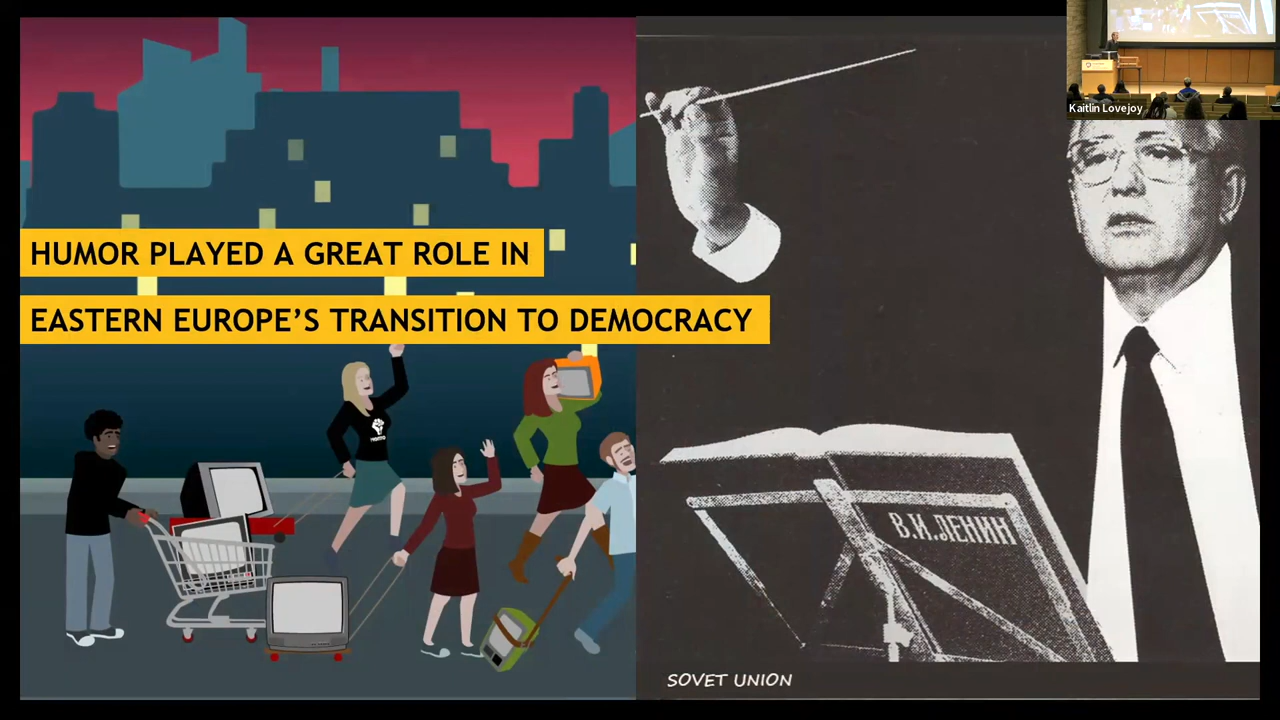 Kaitlin Lovejoy
HUMOR PLAYED A GREAT ROLE IN
EASTERN EUROPE'S TRANSITION TO DEMOCRACY
В.И.ЛЕНИН
SOVET UNION